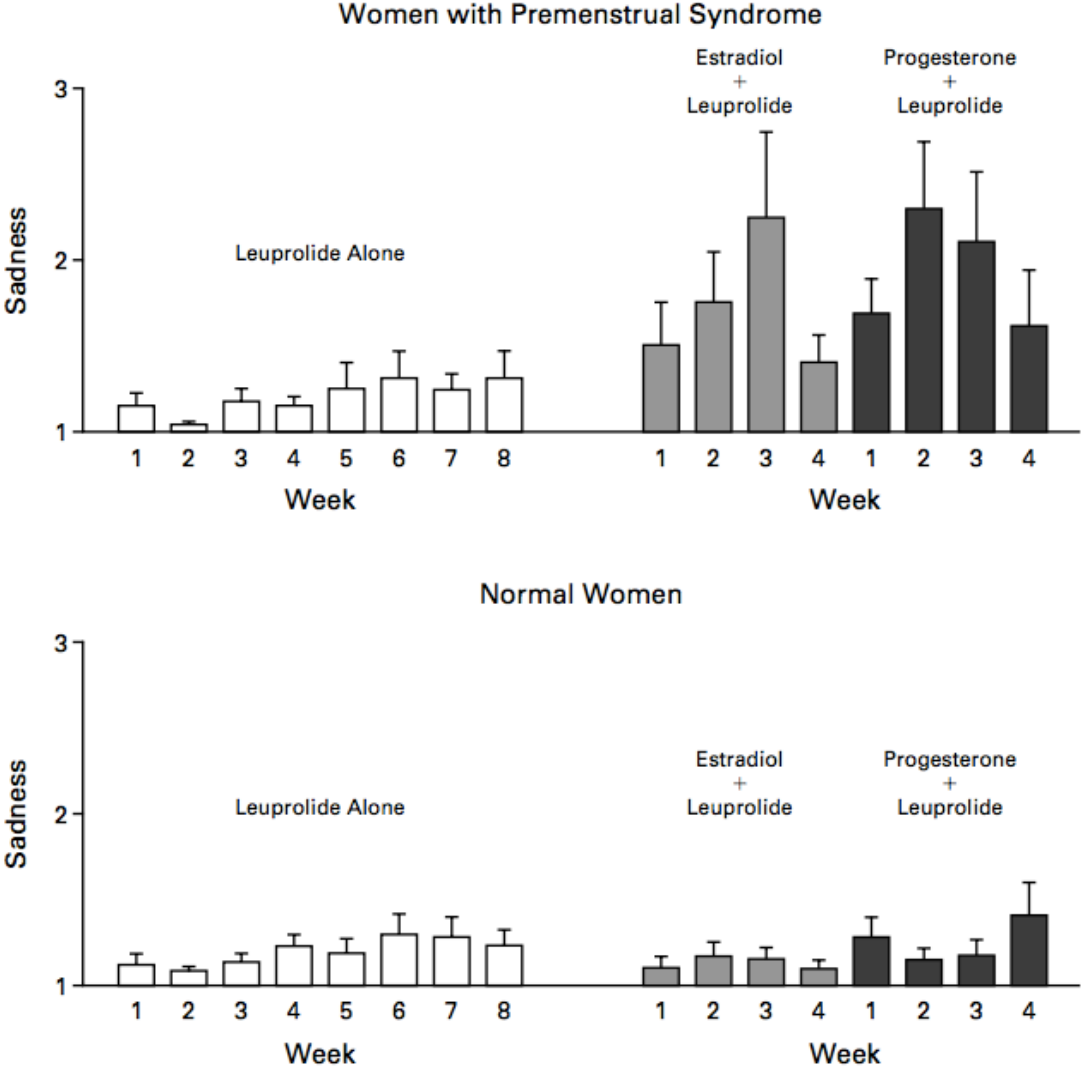 Women with Premenstrual Syndrome
Estradiol
+
Leuprolide
Progesterone
+
Leuprolide
3
2
1
Sadness
Leuprolide Alone
1 2 3 4 5 6 7 8
1 2 3 4 1 2 3 4
Week
Week
Normal Women
3
2
1
Sadness
Estradiol
+
Leuprolide
Progesterone
+
Leuprolide
Leuprolide Alone
1 2 3 4 5 6 7 8
1 2 3 4 1 2 3 4
Week
Week